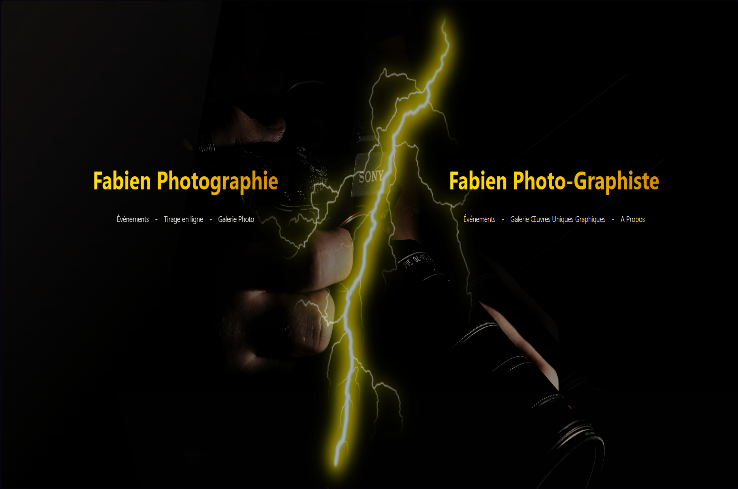 Fabien Photographie
Événements - Tirage en ligne - Galerie Photo
SONY
Fabien Photo-Graphiste
Événements - Galerie Œuvres Uniques Graphiques - A Propos